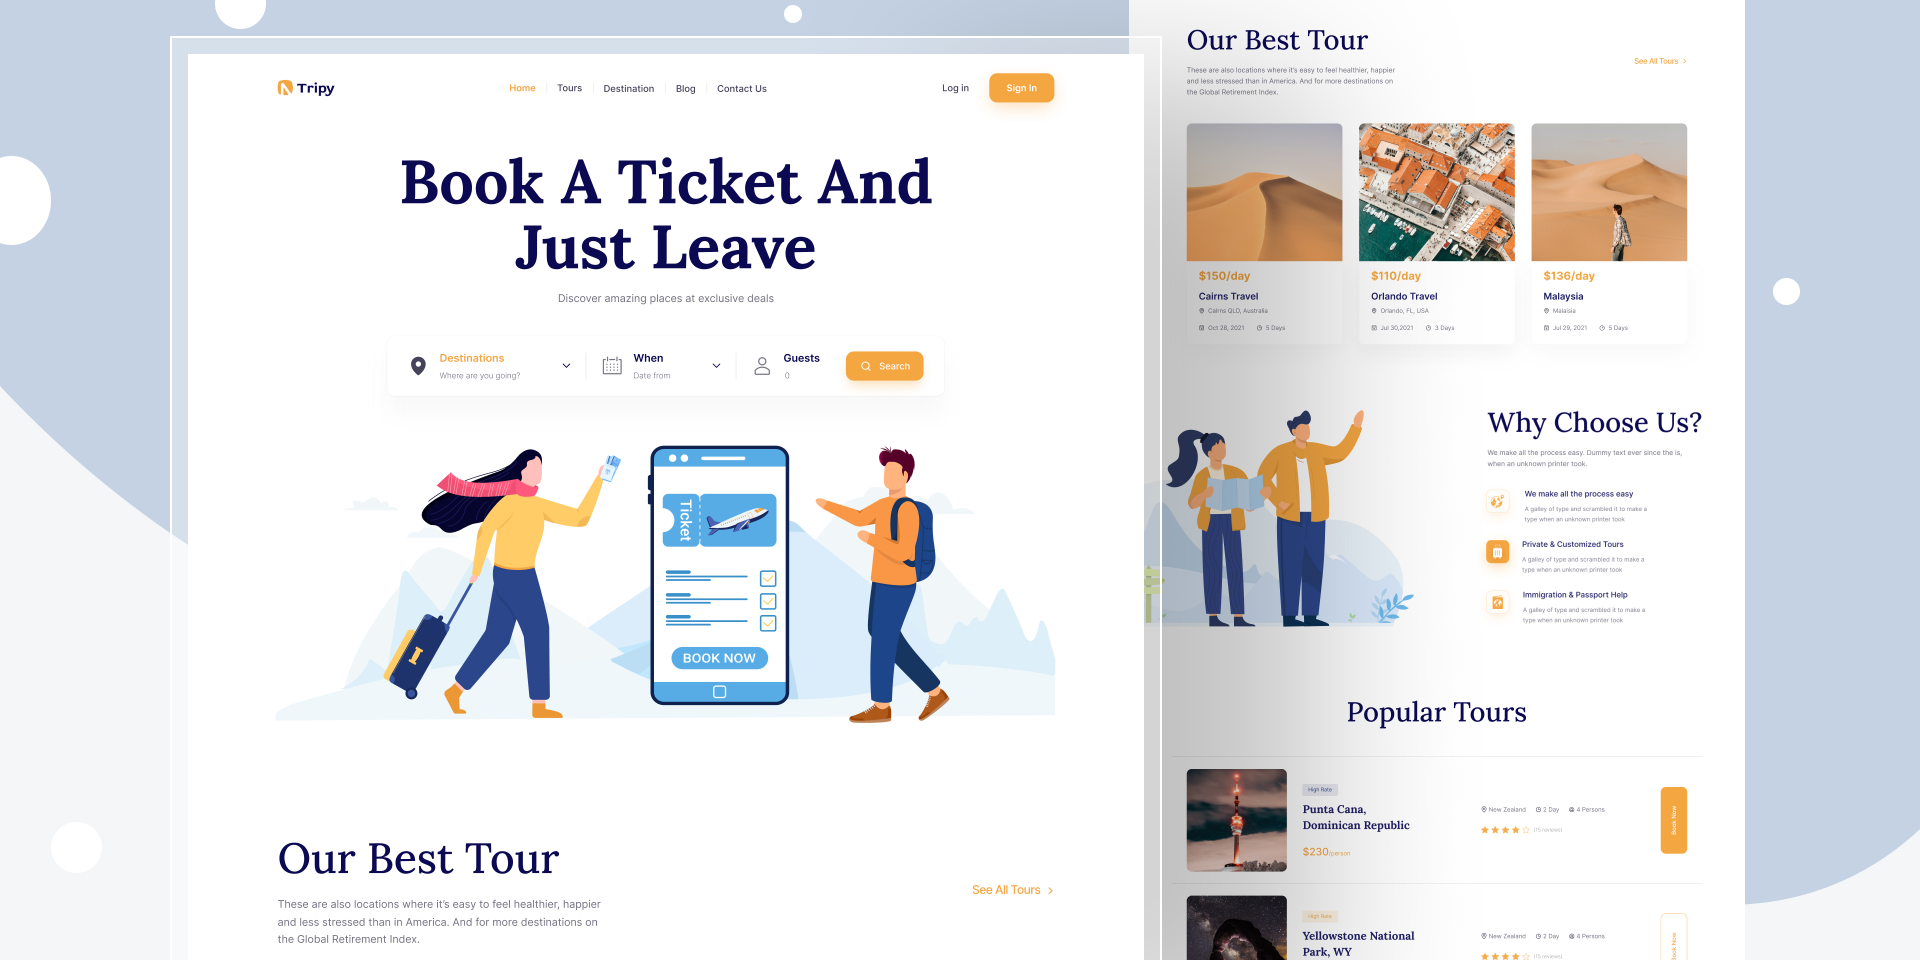 Tripy
Home
Tours
Destination
Blog
Contact Us
Log in
Sign In
Book A Ticket And
Just Leave
Discover amazing places at exclusive deals
Destinations
Where are you going?
When
Date from
Guests
0
Search
Ticket
BOOK NOW
Our Best Tour
These are also locations where it's easy to feel healthier, happier
and less stressed than in America. And for more destinations on
the Global Retirement Index.
See All Tours
Our Best Tour
These are also locations where it's easy to feel healthier, happier
and less stressed than in America. And for more destinations on
the Global Retirement Index.
See All Tours
$150/day
Cairns Travel
Cairns QLD, Australia
Oct 26, 2021
5 Days
$110/day
Orlando Travel
Orlando, FL, USA
Jul 30,2021
3 Days
$136/day
Malaysia
Malaisia
Jul 29, 2021
5 Days
Why Choose Us?
We make all the process easy. Dummy text ever since the is,
when an unknown printer took.
We make all the process easy
A galley of type and scrambled it to make a
type when an unknown printer took
Private & Customized Tours
A galley of type and scrambled it to make a
type when an unknown printer took
Immigration & Passport Help
A galley of type and scrambled it to make a
type when an unknown printer took
Popular Tours
High Rate
Punta Cana,
Dominican Republic
$230/person
New Zealand
2 Day
4 Persons
(15 reviews)
Book Now
High Rate
Yellowstone National
Park, WY
New Zealand
2 Day
4 Persons
(15 reviews)
Book Now